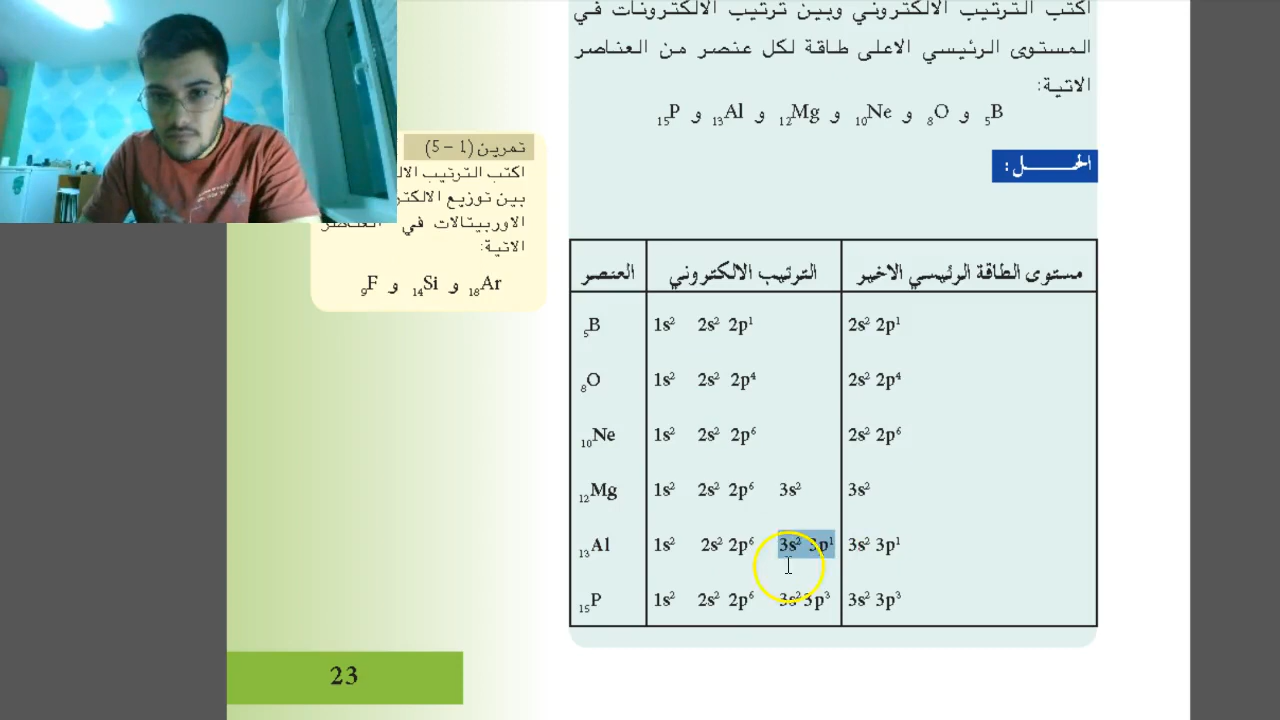 اكتب الترتيب الالكتروني وبين ترتيب الالكترونات في
المستوى الرئيسي الاعلى طاقة لكل عنصر من العناصر
الاتية:
₅B و ₈O و ₁₀Ne و ₁₂Mg و ₁₃Al و ₁₅P
الحـــــــل :
العنصر الترتيب الالكتروني مستوى الطاقة الرئيسي الاخير
₅B 1s² 2s² 2p¹ 2s² 2p¹
₈O 1s² 2s² 2p⁴ 2s² 2p⁴
₁₀Ne 1s² 2s² 2p⁶ 2s² 2p⁶
₁₂Mg 1s² 2s² 2p⁶ 3s² 3s²
₁₃Al 1s² 2s² 2p⁶ 3s² 3p¹ 3s² 3p¹
₁₅P 1s² 2s² 2p⁶ 3s² 3p³ 3s² 3p³
تمرين (1 – 5)
اكتب الترتيب
بين توزيع
الاوربيتالات في
الاتية:
₁₈Ar و ₁₄Si و ₉F
23